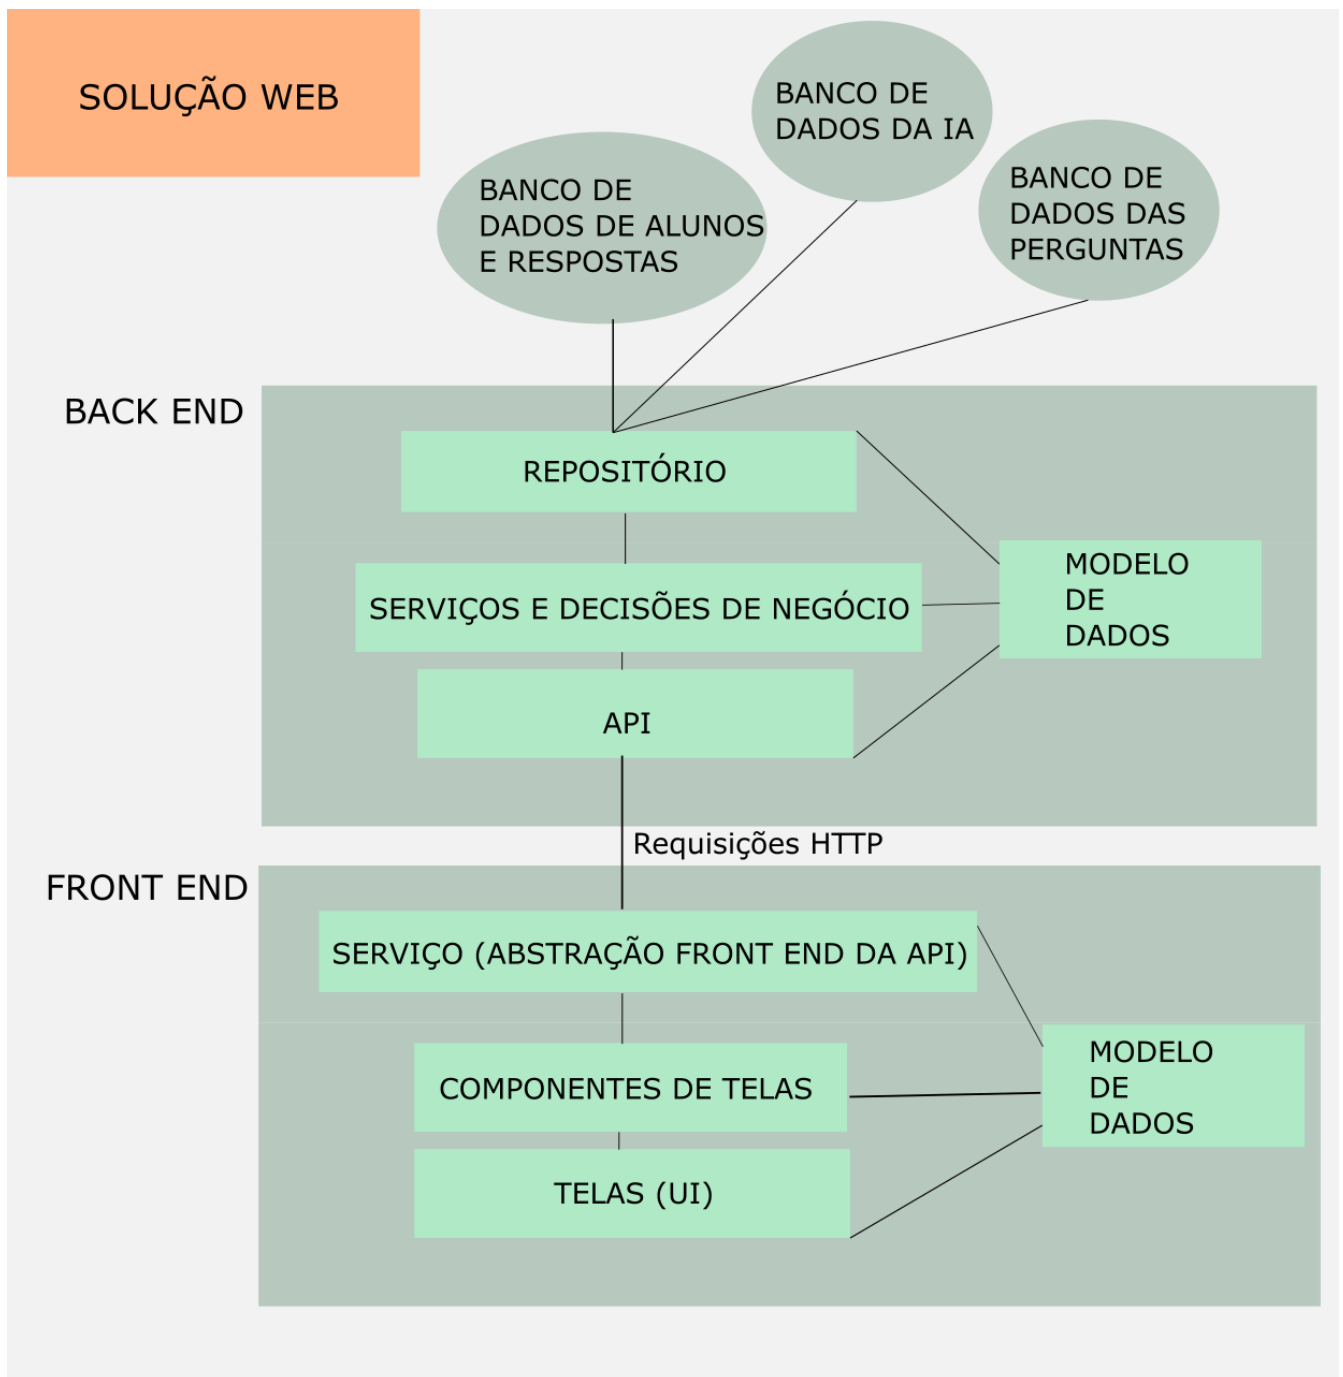 SOLUÇÃO WEB
BANCO DE
DADOS DA IA
BANCO DE
DADOS DE ALUNOS
E RESPOSTAS
BANCO DE
DADOS DAS
PERGUNTAS
BACK END
REPOSITÓRIO
SERVIÇOS E DECISÕES DE NEGÓCIO
MODELO
DE
DADOS
API
Requisições HTTP
FRONT END
SERVIÇO (ABSTRAÇÃO FRONT END DA API)
COMPONENTES DE TELAS
MODELO
DE
DADOS
TELAS (UI)